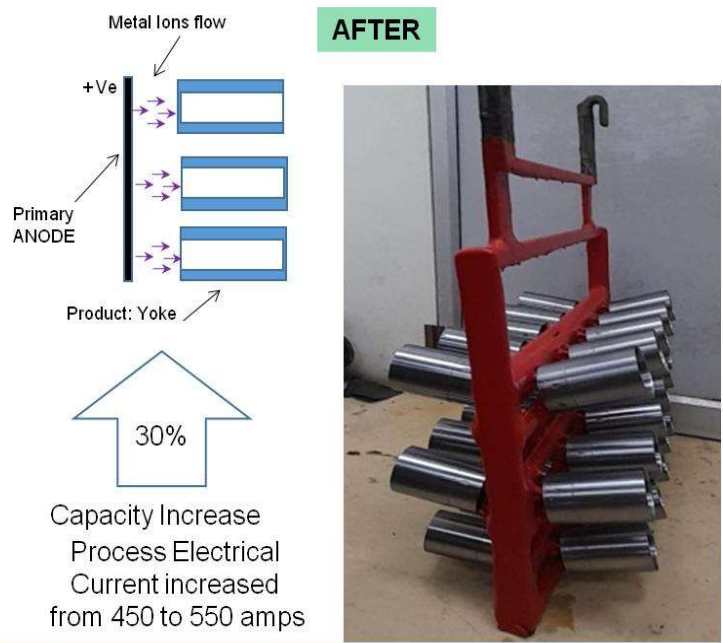 Metal Ions flow
AFTER
+Ve
Primary
ANODE
Product: Yoke
30%
Capacity Increase
Process Electrical
Current increased
from 450 to 550 amps